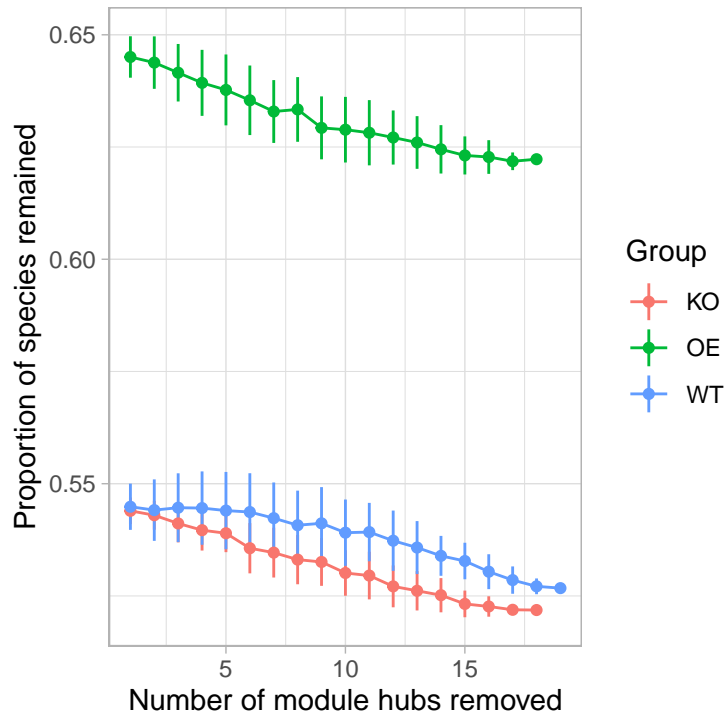 Proportion of species remained
0.65
0.60
0.55
5
10
15
Number of module hubs removed
Group
KO
OE
WT